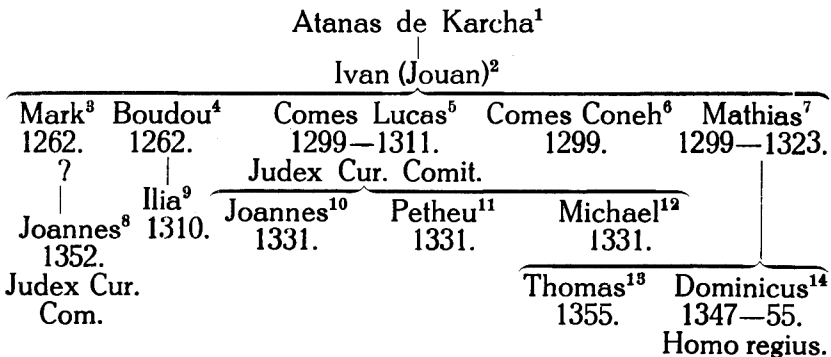 Atanas de Karcha¹
Ivan (Jouan)²
Mark³ Boudou⁴ Comes Lucas⁵ Comes Coneh⁶ Mathias⁷
1262. 1262. 1299—1311. 1299. 1299—1323.
? Judex Cur. Comit.
Ilia⁹ Joannes¹⁰ Petheu¹¹ Michael¹²
Joannes⁸ 1310. 1331. 1331. 1331.
1352.
Judex Cur. Thomas¹³ Dominicus¹⁴
Com. 1355. 1347—55.
Homo regius.